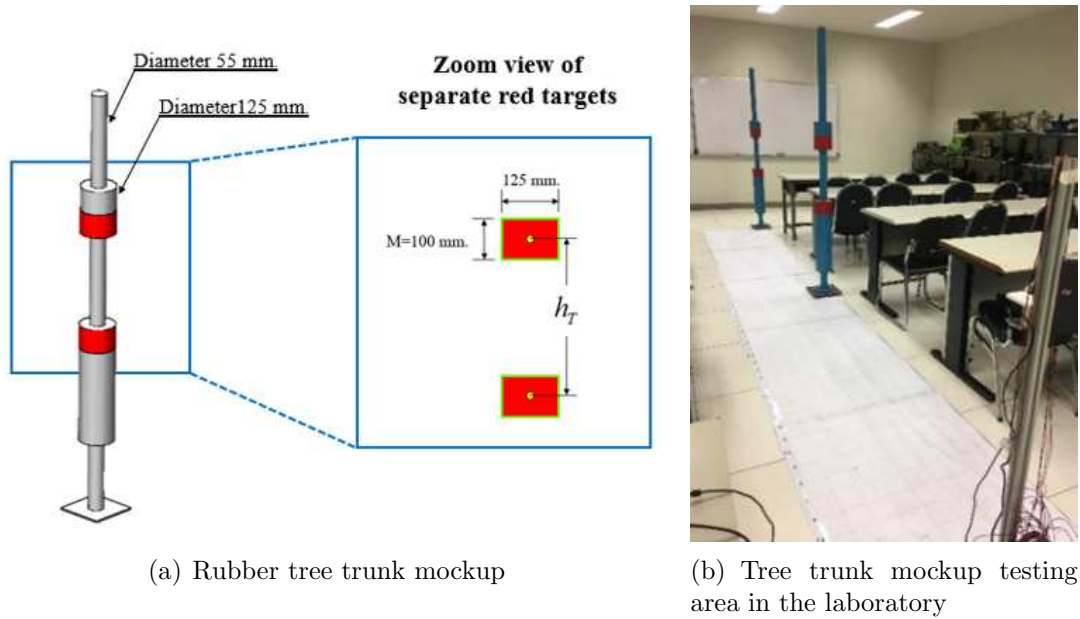 Diameter 55 mm.
Diameter125 mm.
Zoom view of
separate red targets
125 mm.
M=100 mm.
h_T
(a) Rubber tree trunk mockup
(b) Tree trunk mockup testing
area in the laboratory